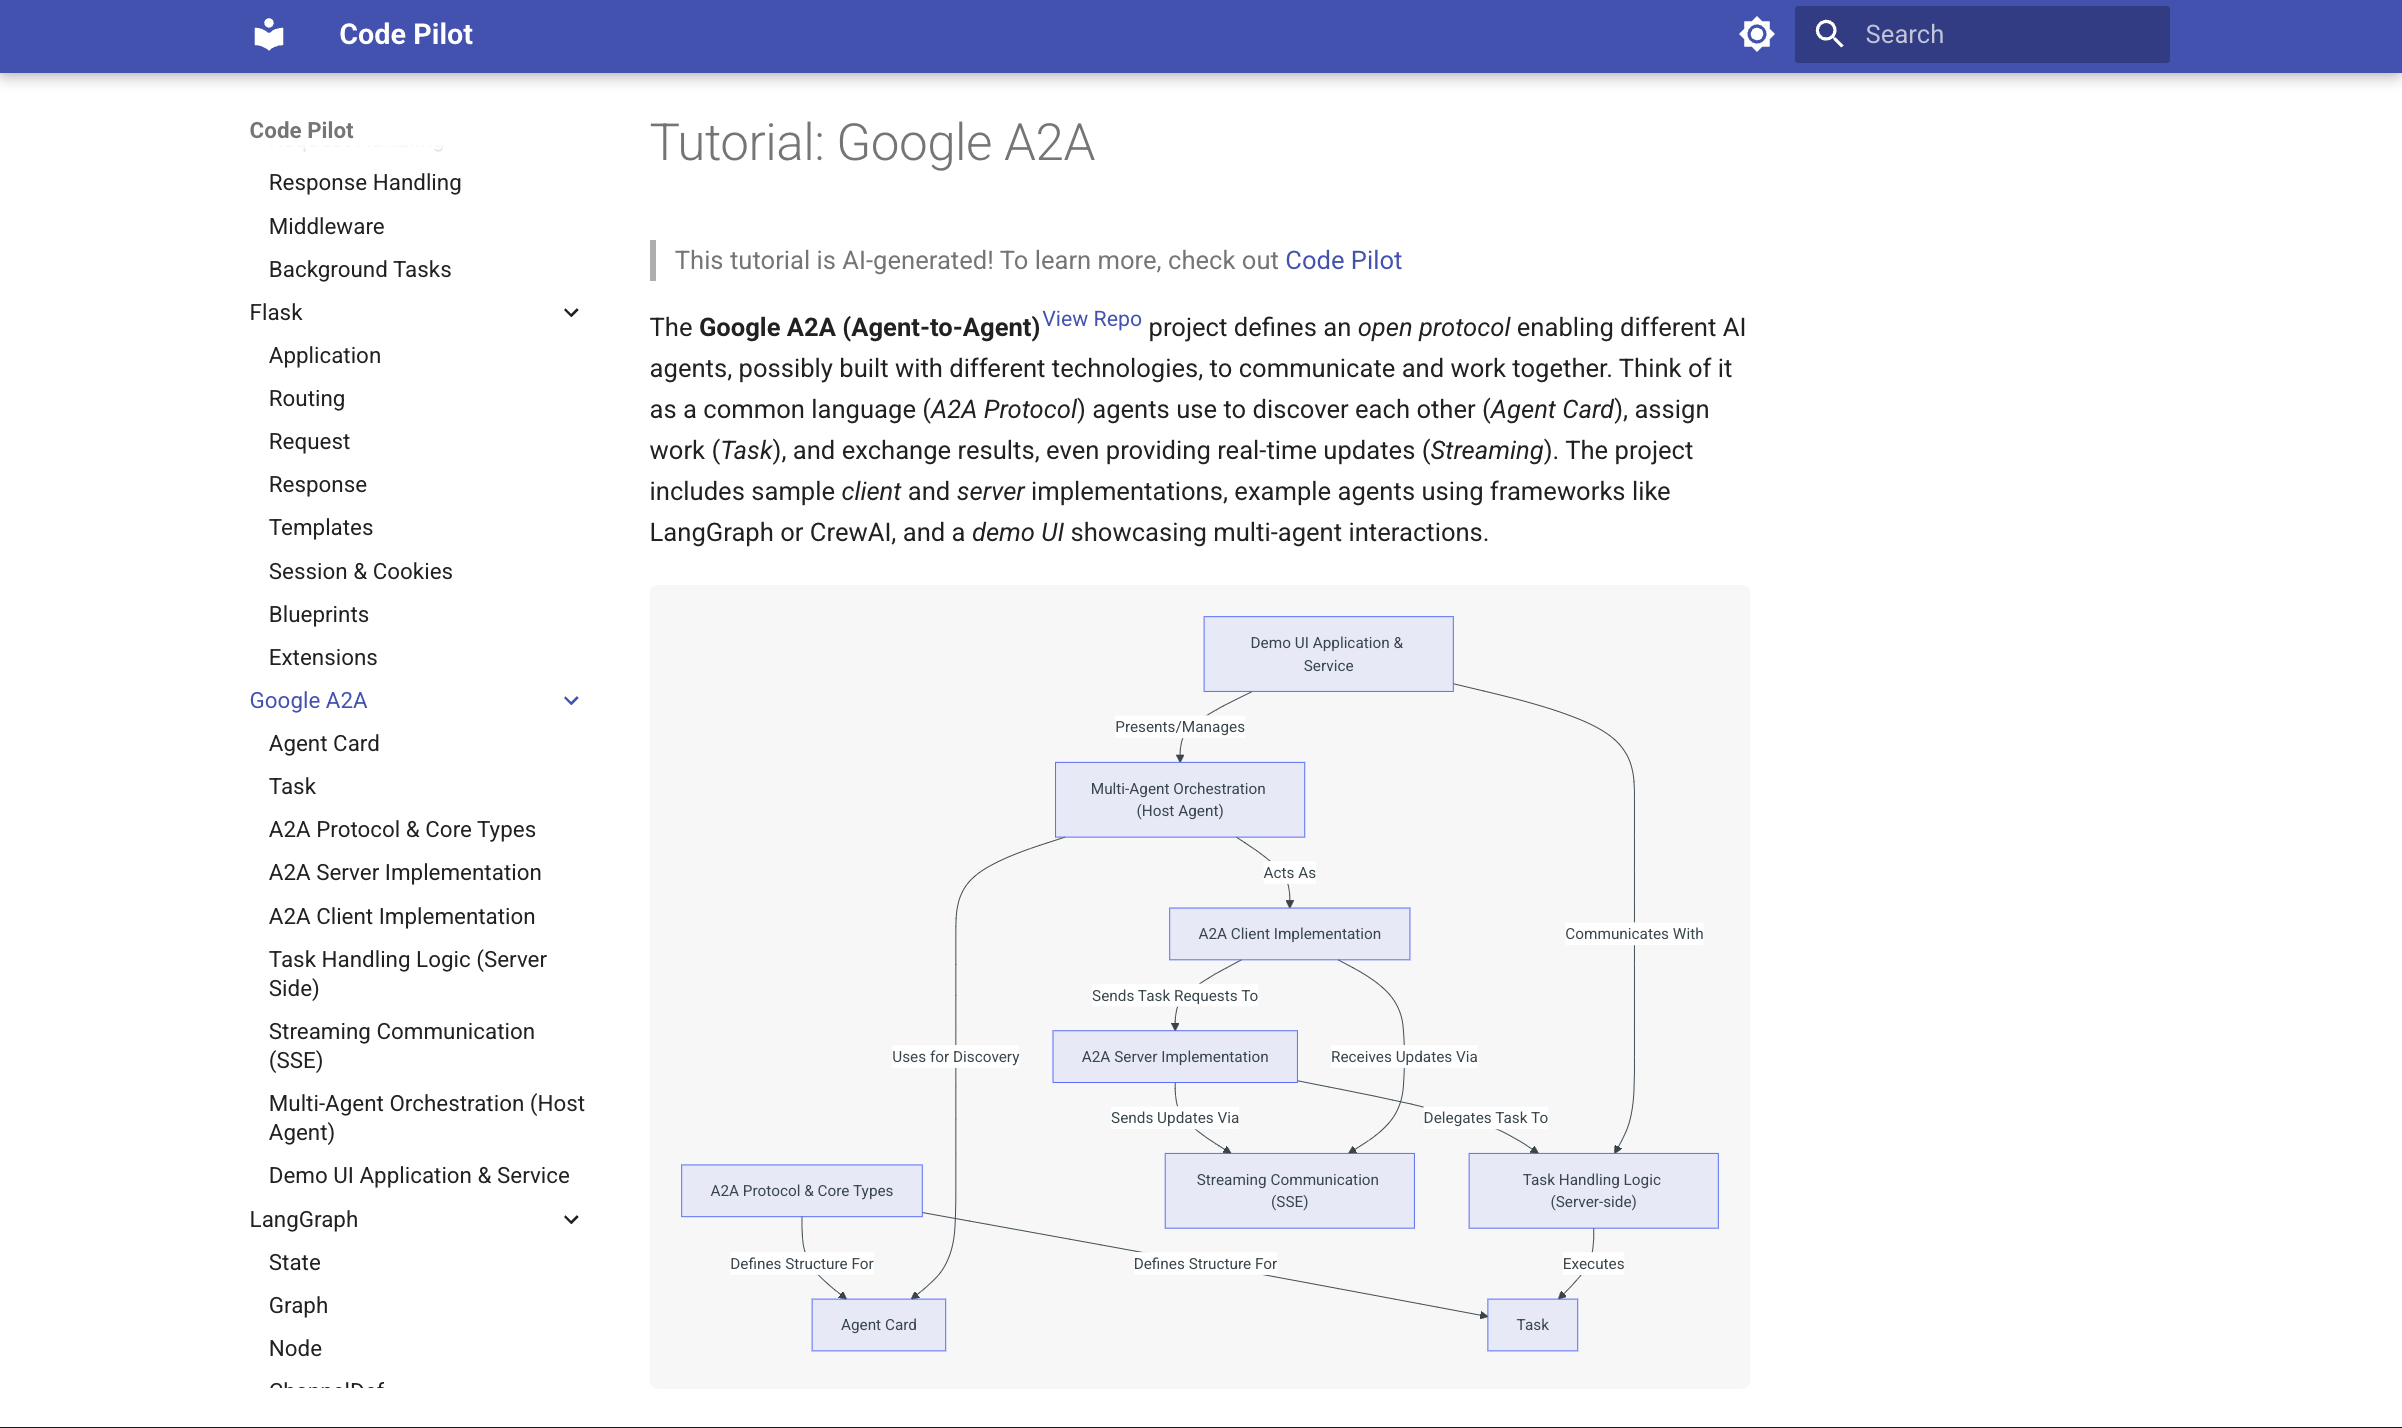 Code Pilot
Search
Code Pilot
Response Handling
Middleware
Background Tasks
Flask
Application
Routing
Request
Response
Templates
Session & Cookies
Blueprints
Extensions
Google A2A
Agent Card
Task
A2A Protocol & Core Types
A2A Server Implementation
A2A Client Implementation
Task Handling Logic (Server
Side)
Streaming Communication
(SSE)
Multi-Agent Orchestration (Host
Agent)
Demo UI Application & Service
LangGraph
State
Graph
Node
Tutorial: Google A2A
This tutorial is AI-generated! To learn more, check out Code Pilot
The Google A2A (Agent-to-Agent)View Repo project defines an open protocol enabling different AI
agents, possibly built with different technologies, to communicate and work together. Think of it
as a common language (A2A Protocol) agents use to discover each other (Agent Card), assign
work (Task), and exchange results, even providing real-time updates (Streaming). The project
includes sample client and server implementations, example agents using frameworks like
LangGraph or CrewAI, and a demo UI showcasing multi-agent interactions.
Demo UI Application &
Service
Presents/Manages
Multi-Agent Orchestration
(Host Agent)
Acts As
A2A Client Implementation
Communicates With
Sends Task Requests To
Uses for Discovery
A2A Server Implementation
Receives Updates Via
Sends Updates Via
Delegates Task To
A2A Protocol & Core Types
Streaming Communication
(SSE)
Task Handling Logic
(Server-side)
Defines Structure For
Defines Structure For
Executes
Agent Card
Task